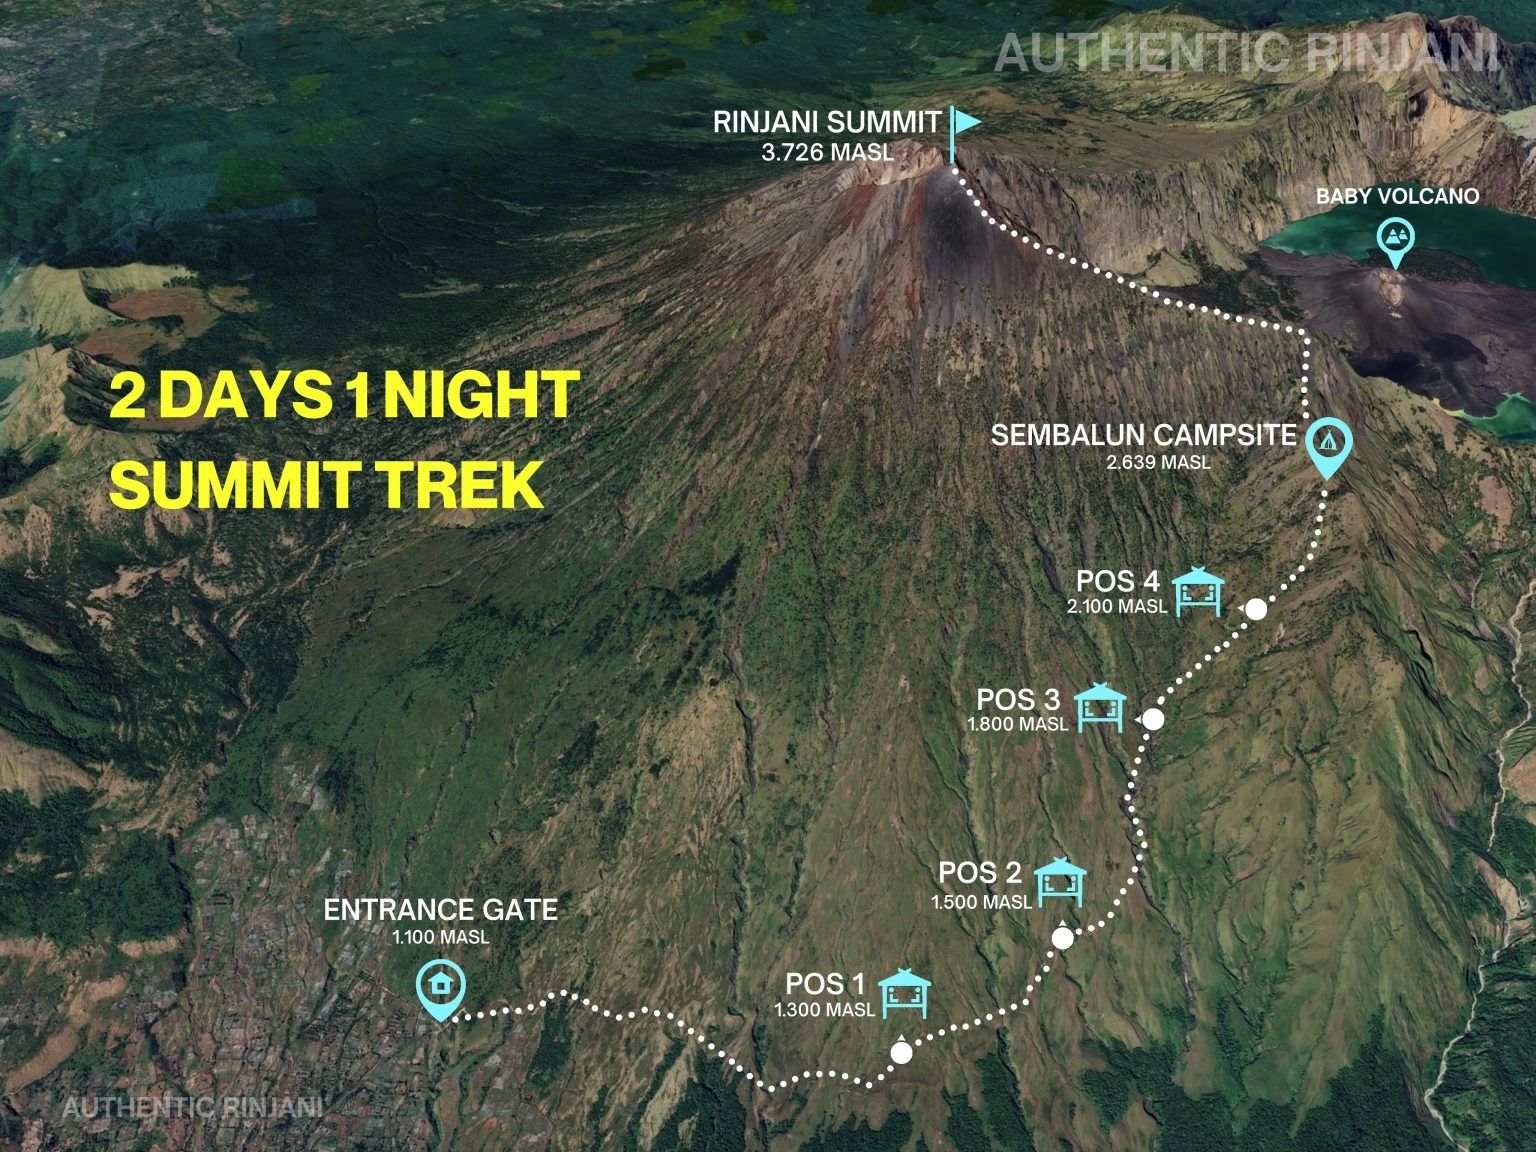 AUTHENTIC RINJANI
RINJANI SUMMIT
3.726 MASL
BABY VOLCANO
2 DAYS 1 NIGHT
SUMMIT TREK
SEMBALUN CAMPSITE
2.639 MASL
POS 4
2.100 MASL
POS 3
1.800 MASL
POS 2
1.500 MASL
ENTRANCE GATE
1.100 MASL
POS 1
1.300 MASL
AUTHENTIC RINJANI